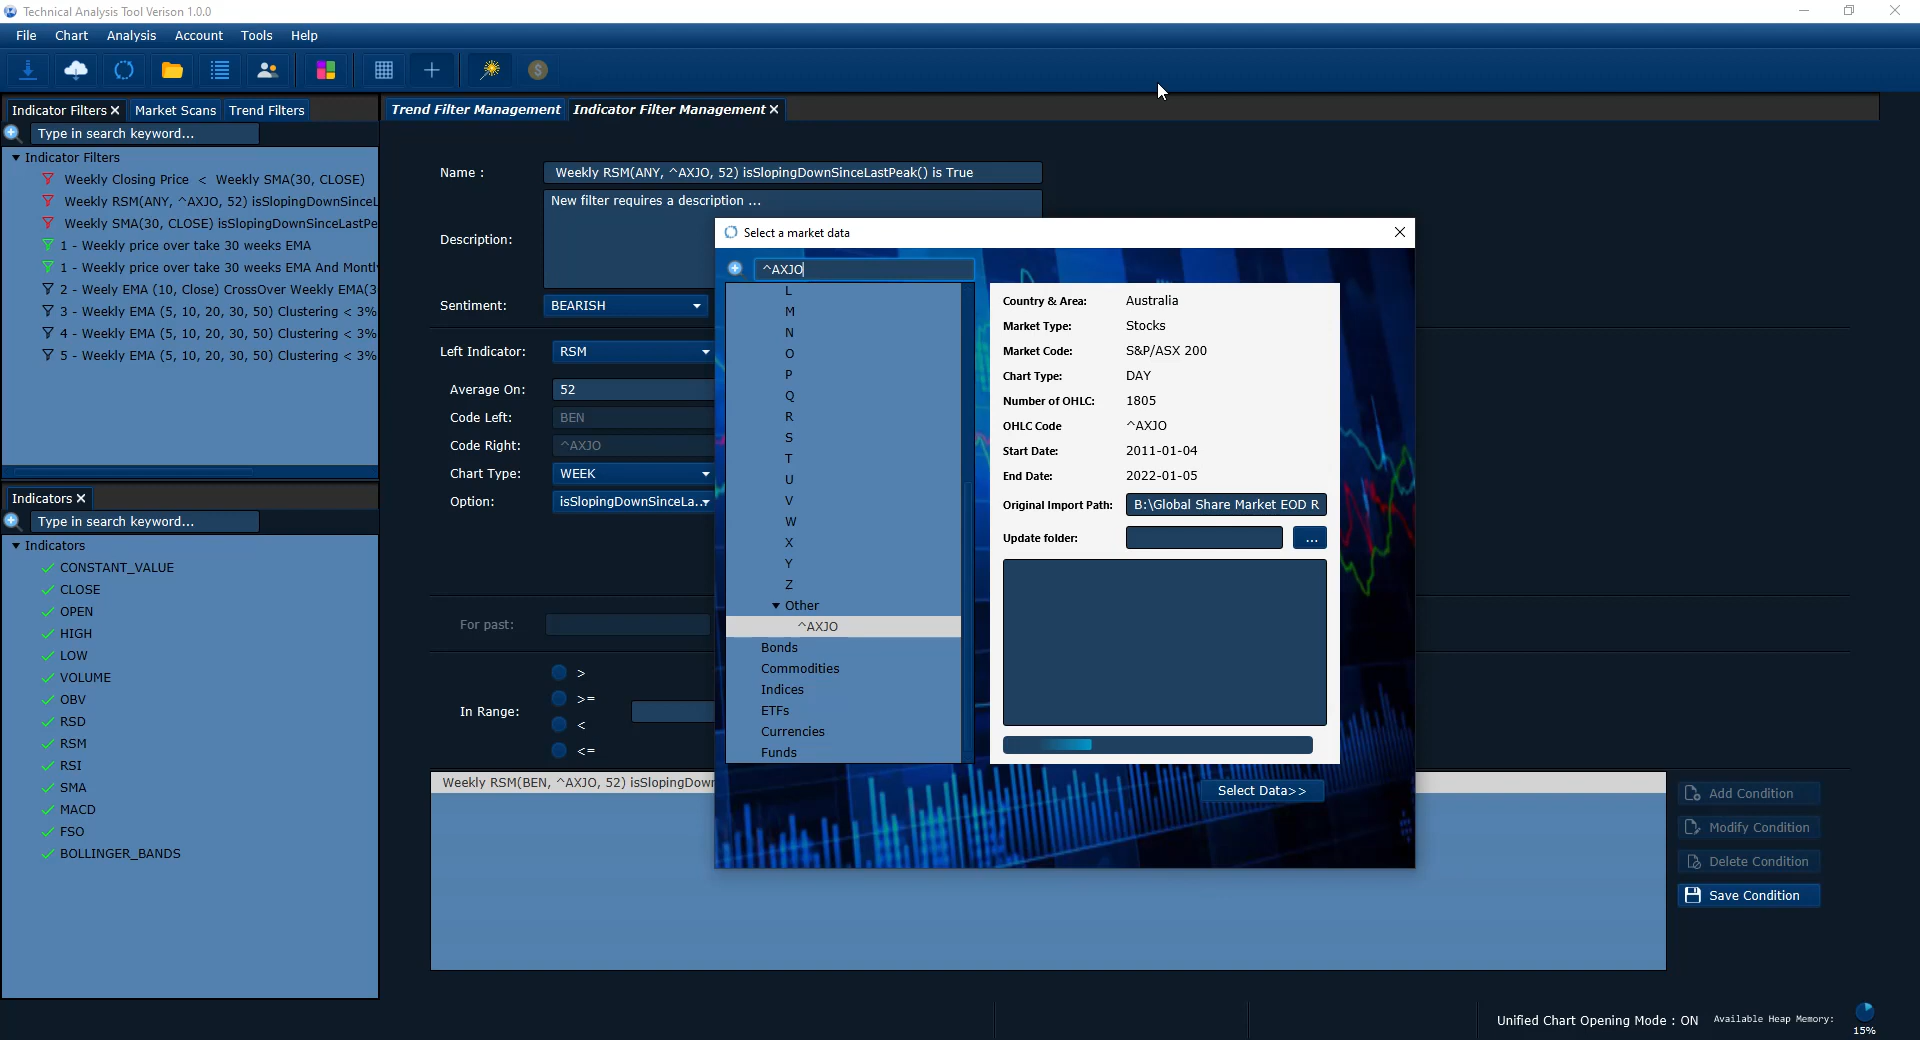 Technical Analysis Tool Verison 1.0.0
File Chart Analysis Account Tools Help
Indicator Filters Market Scans Trend Filters
Type in search keyword...
Indicator Filters
Weekly Closing Price < Weekly SMA(30, CLOSE)
Weekly RSM(ANY, ^AXJO, 52) isSlopingDownSinceL
Weekly SMA(30, CLOSE) isSlopingDownSinceLastPe
1 - Weekly price over take 30 weeks EMA
1 - Weekly price over take 30 weeks EMA And Montl
2 - Weely EMA (10, Close) CrossOver Weekly EMA(3
3 - Weekly EMA (5, 10, 20, 30, 50) Clustering < 3%
4 - Weekly EMA (5, 10, 20, 30, 50) Clustering < 3%
5 - Weekly EMA (5, 10, 20, 30, 50) Clustering < 3%
Indicators
Type in search keyword...
Indicators
CONSTANT_VALUE
CLOSE
OPEN
HIGH
LOW
VOLUME
OBV
RSD
RSM
RSI
SMA
MACD
FSO
BOLLINGER_BANDS
Trend Filter Management Indicator Filter Management
Name : Weekly RSM(ANY, ^AXJO, 52) isSlopingDownSinceLastPeak() is True
Description: New filter requires a description ...
Sentiment: BEARISH
Left Indicator: RSM
Average On: 52
Code Left: BEN
Code Right: ^AXJO
Chart Type: WEEK
Option: isSlopingDownSinceLa...
For past:
In Range:
>
>=
<
<=
Weekly RSM(BEN, ^AXJO, 52) isSlopingDown
Select a market data
^AXJO
L
M
N
O
P
Q
R
S
T
U
V
W
X
Y
Z
Other
^AXJO
Bonds
Commodities
Indices
ETFs
Currencies
Funds
Country & Area: Australia
Market Type: Stocks
Market Code: S&P/ASX 200
Chart Type: DAY
Number of OHLC: 1805
OHLC Code ^AXJO
Start Date: 2011-01-04
End Date: 2022-01-05
Original Import Path: B:\Global Share Market EOD R
Update folder: ...
Select Data>>
Add Condition
Modify Condition
Delete Condition
Save Condition
Unified Chart Opening Mode : ON Available Heap Memory: 15%